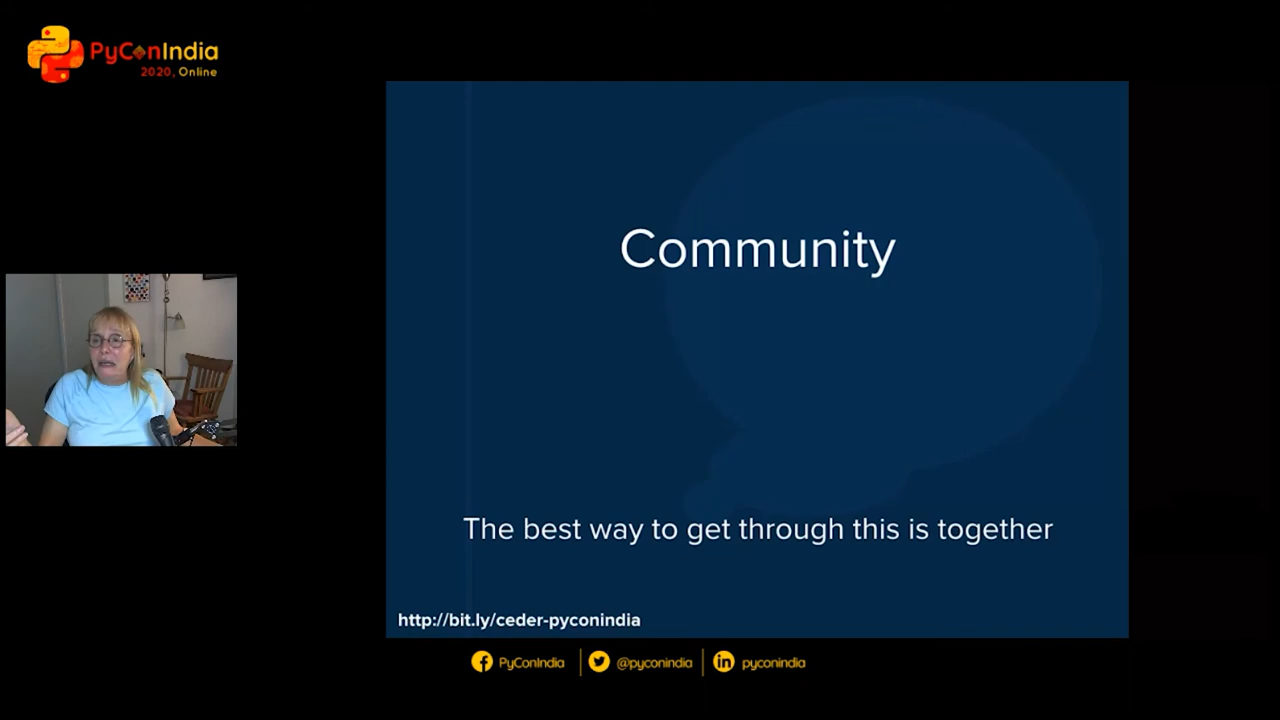 PyConIndia
2020, Online
Community
The best way to get through this is together
http://bit.ly/ceder-pyconindia
PyConIndia
@pyconindia
pyconindia